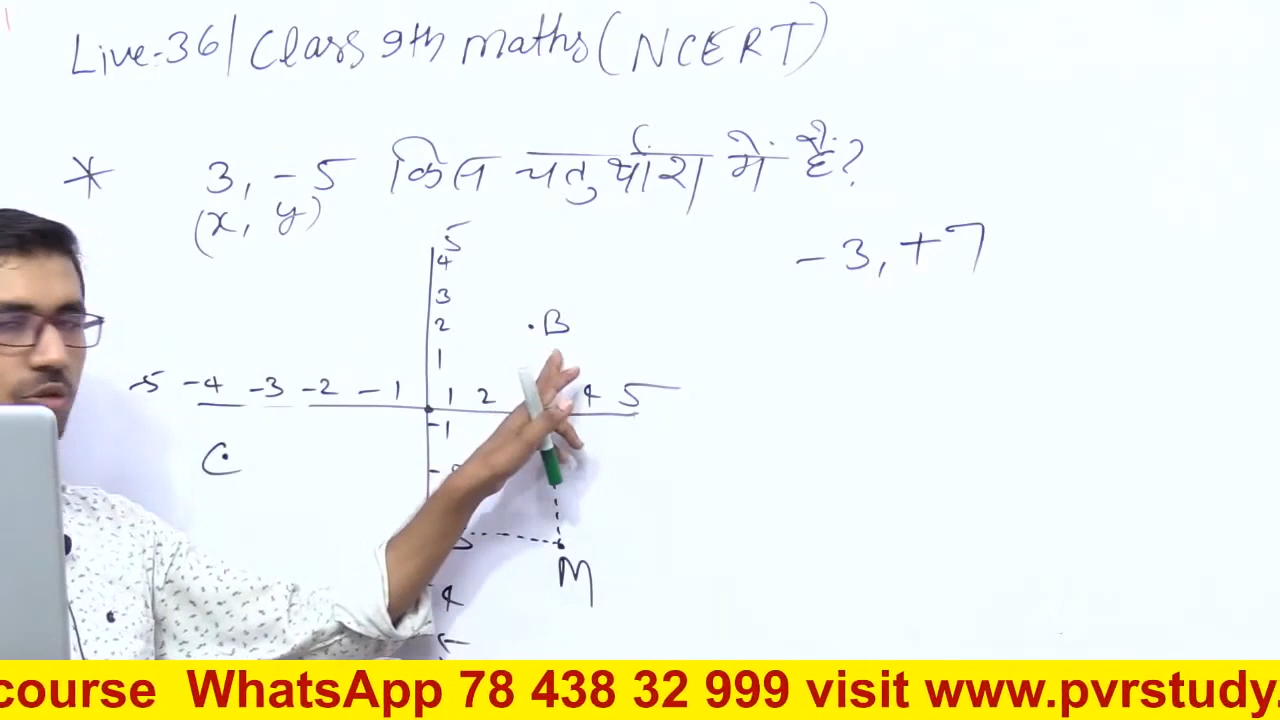 Live-36/ Class 9th maths (NCERT)
* 3, -5 किस चतुर्थांश में है?
(x, y)
-3, +7
5
4
3
2
.B
1
-5 -4 -3 -2 -1 1 2 4 5
-1
C
M
4
course WhatsApp 78 438 32 999 visit www.pvrstudy.